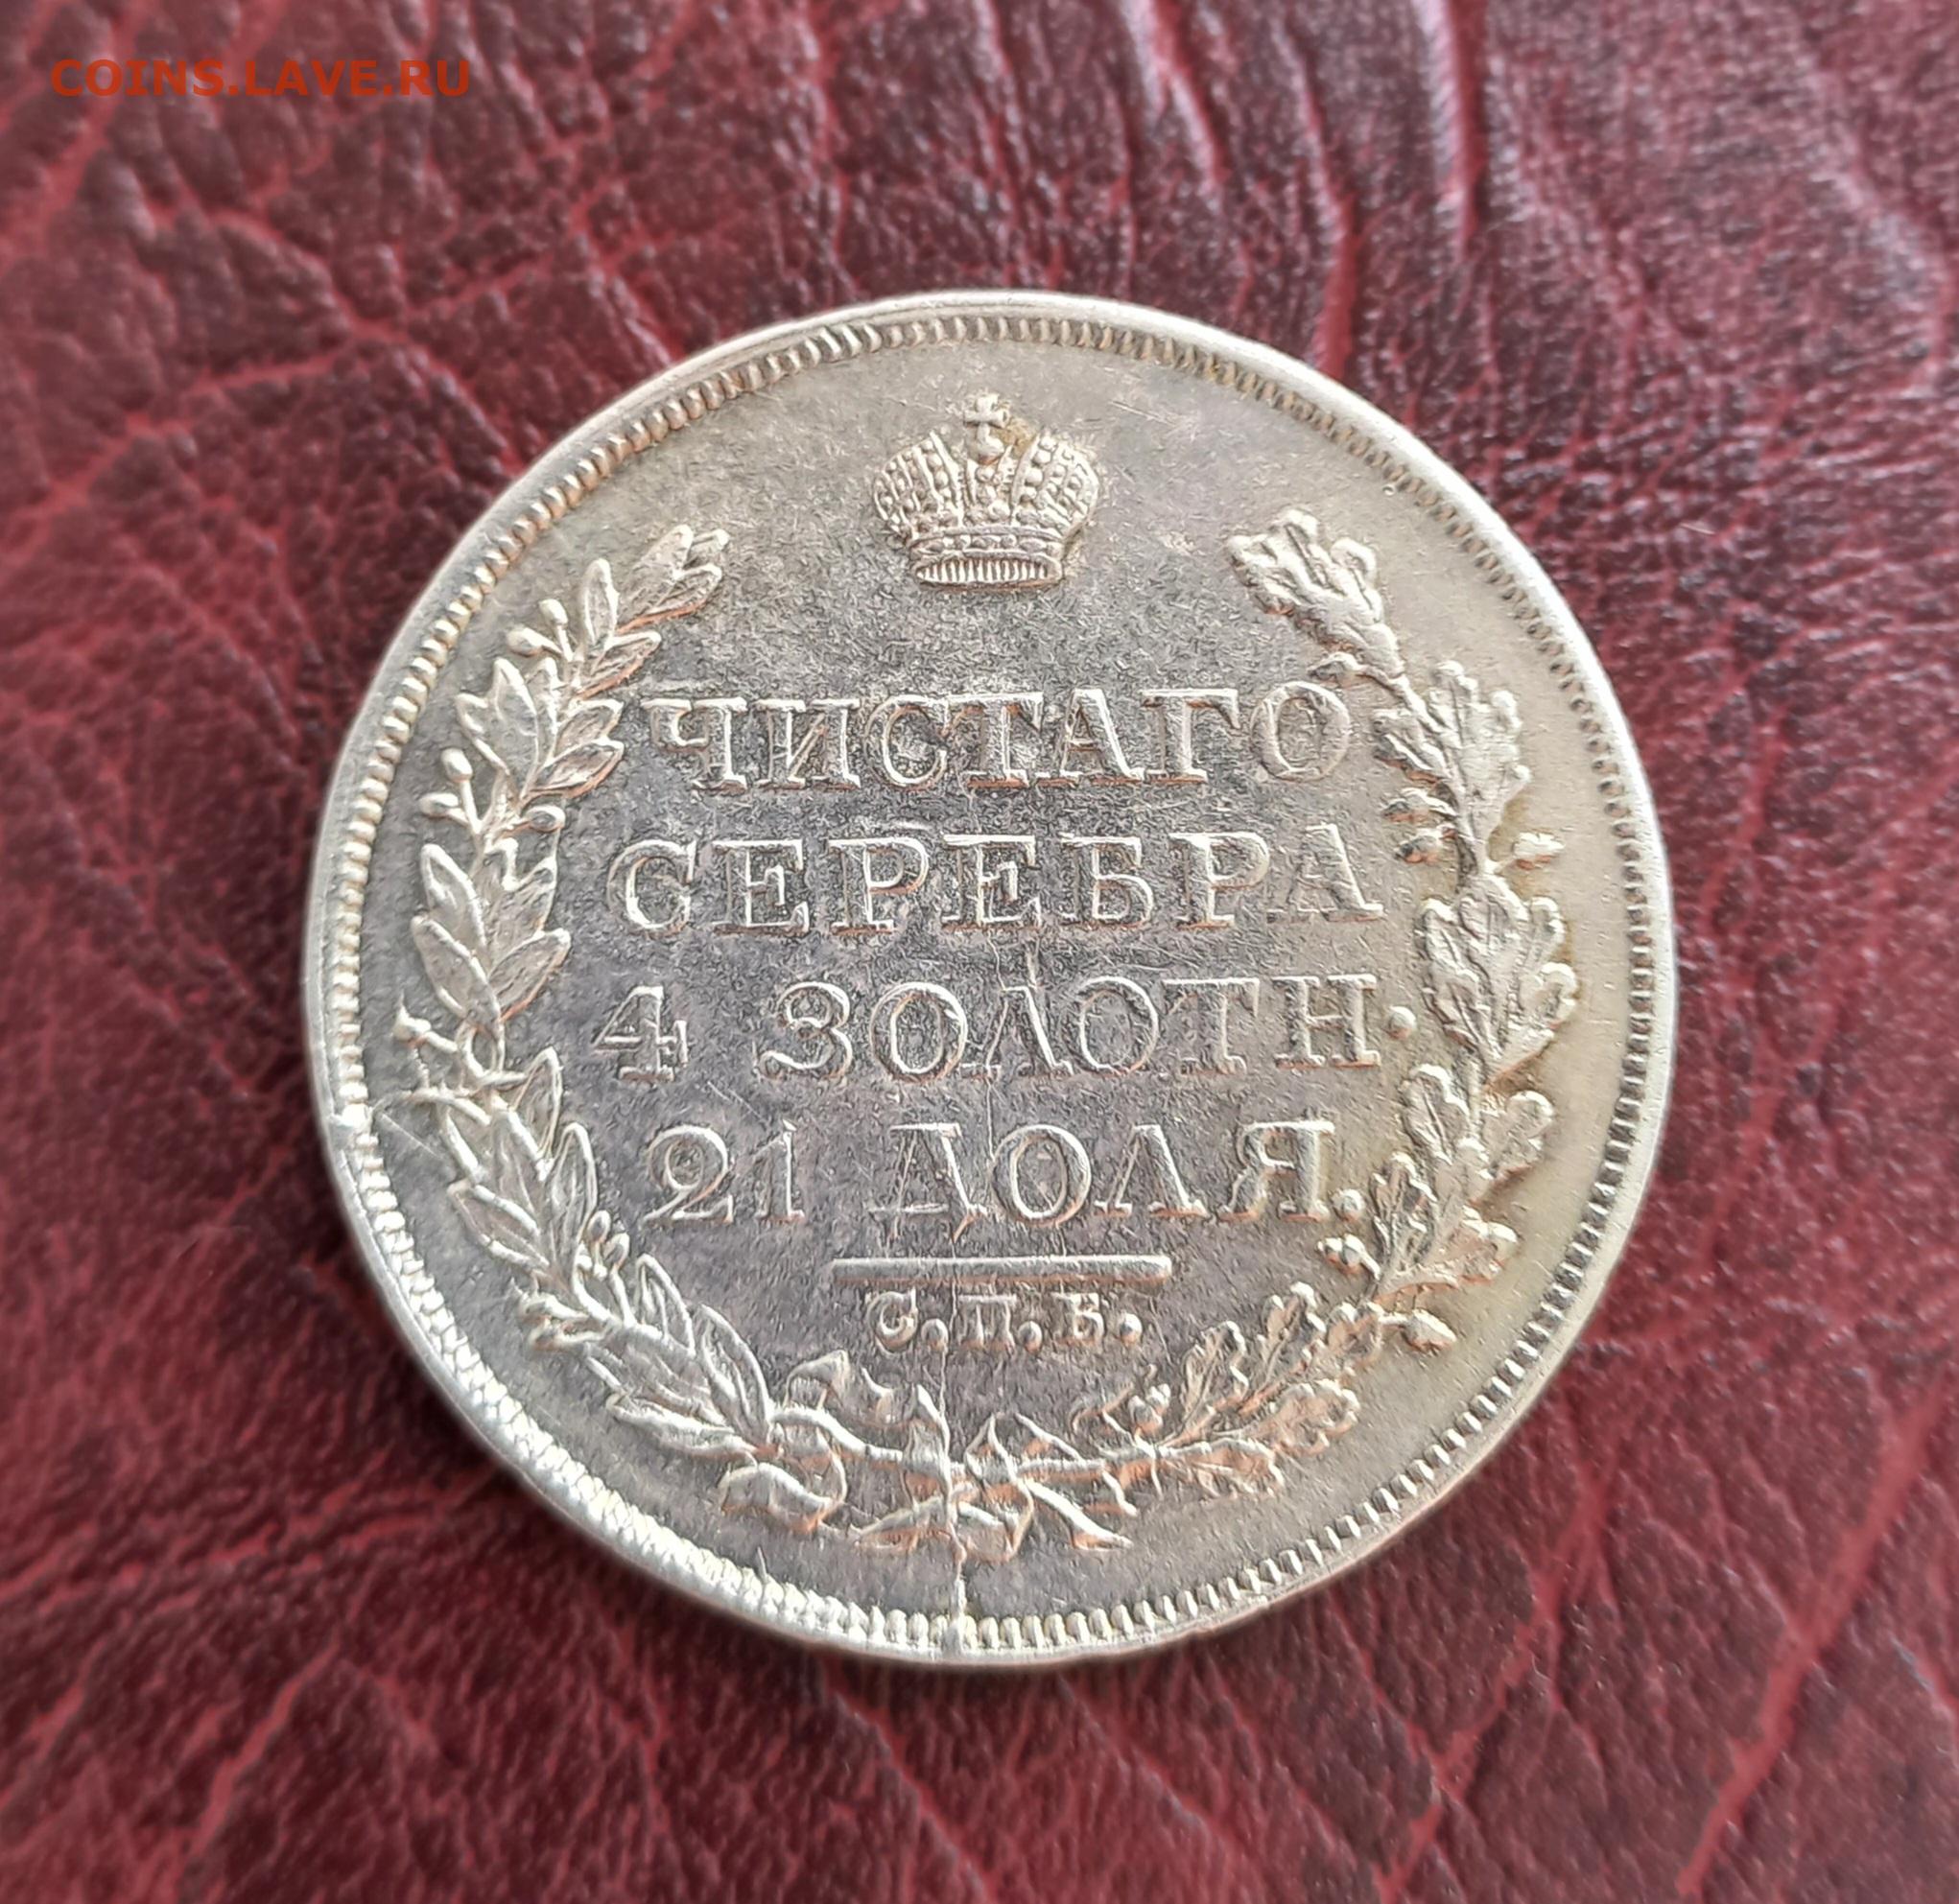 COINS.LAVE.RU
ЧИСТАГО
СЕРЕБРА
4 ЗОЛОТН.
21 ДОЛЯ.
С.П.Б.